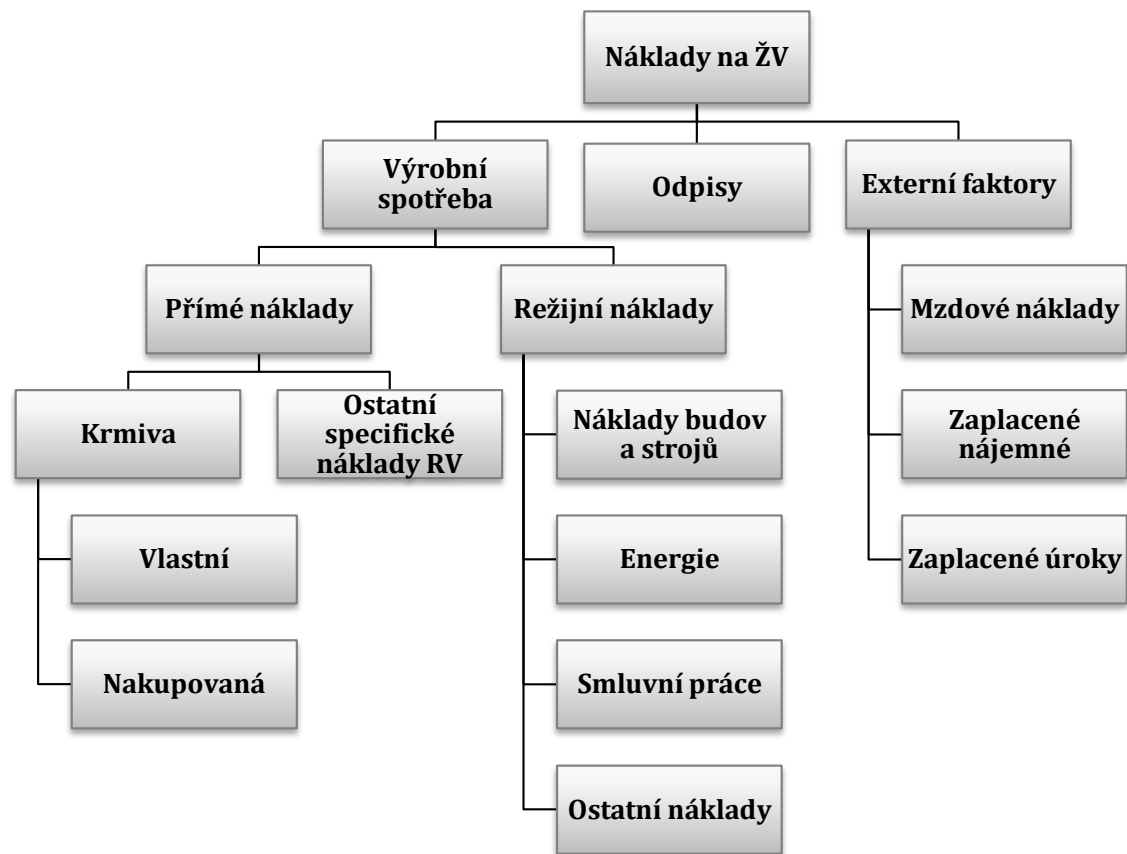 Náklady na ŽV
Výrobní
spotřeba
Odpisy
Externí faktory
Přímé náklady
Režijní náklady
Mzdové náklady
Krmiva
Ostatní
specifické
náklady RV
Náklady budov
a strojů
Zaplacené
nájemné
Vlastní
Energie
Zaplacené úroky
Nakupovaná
Smluvní práce
Ostatní náklady